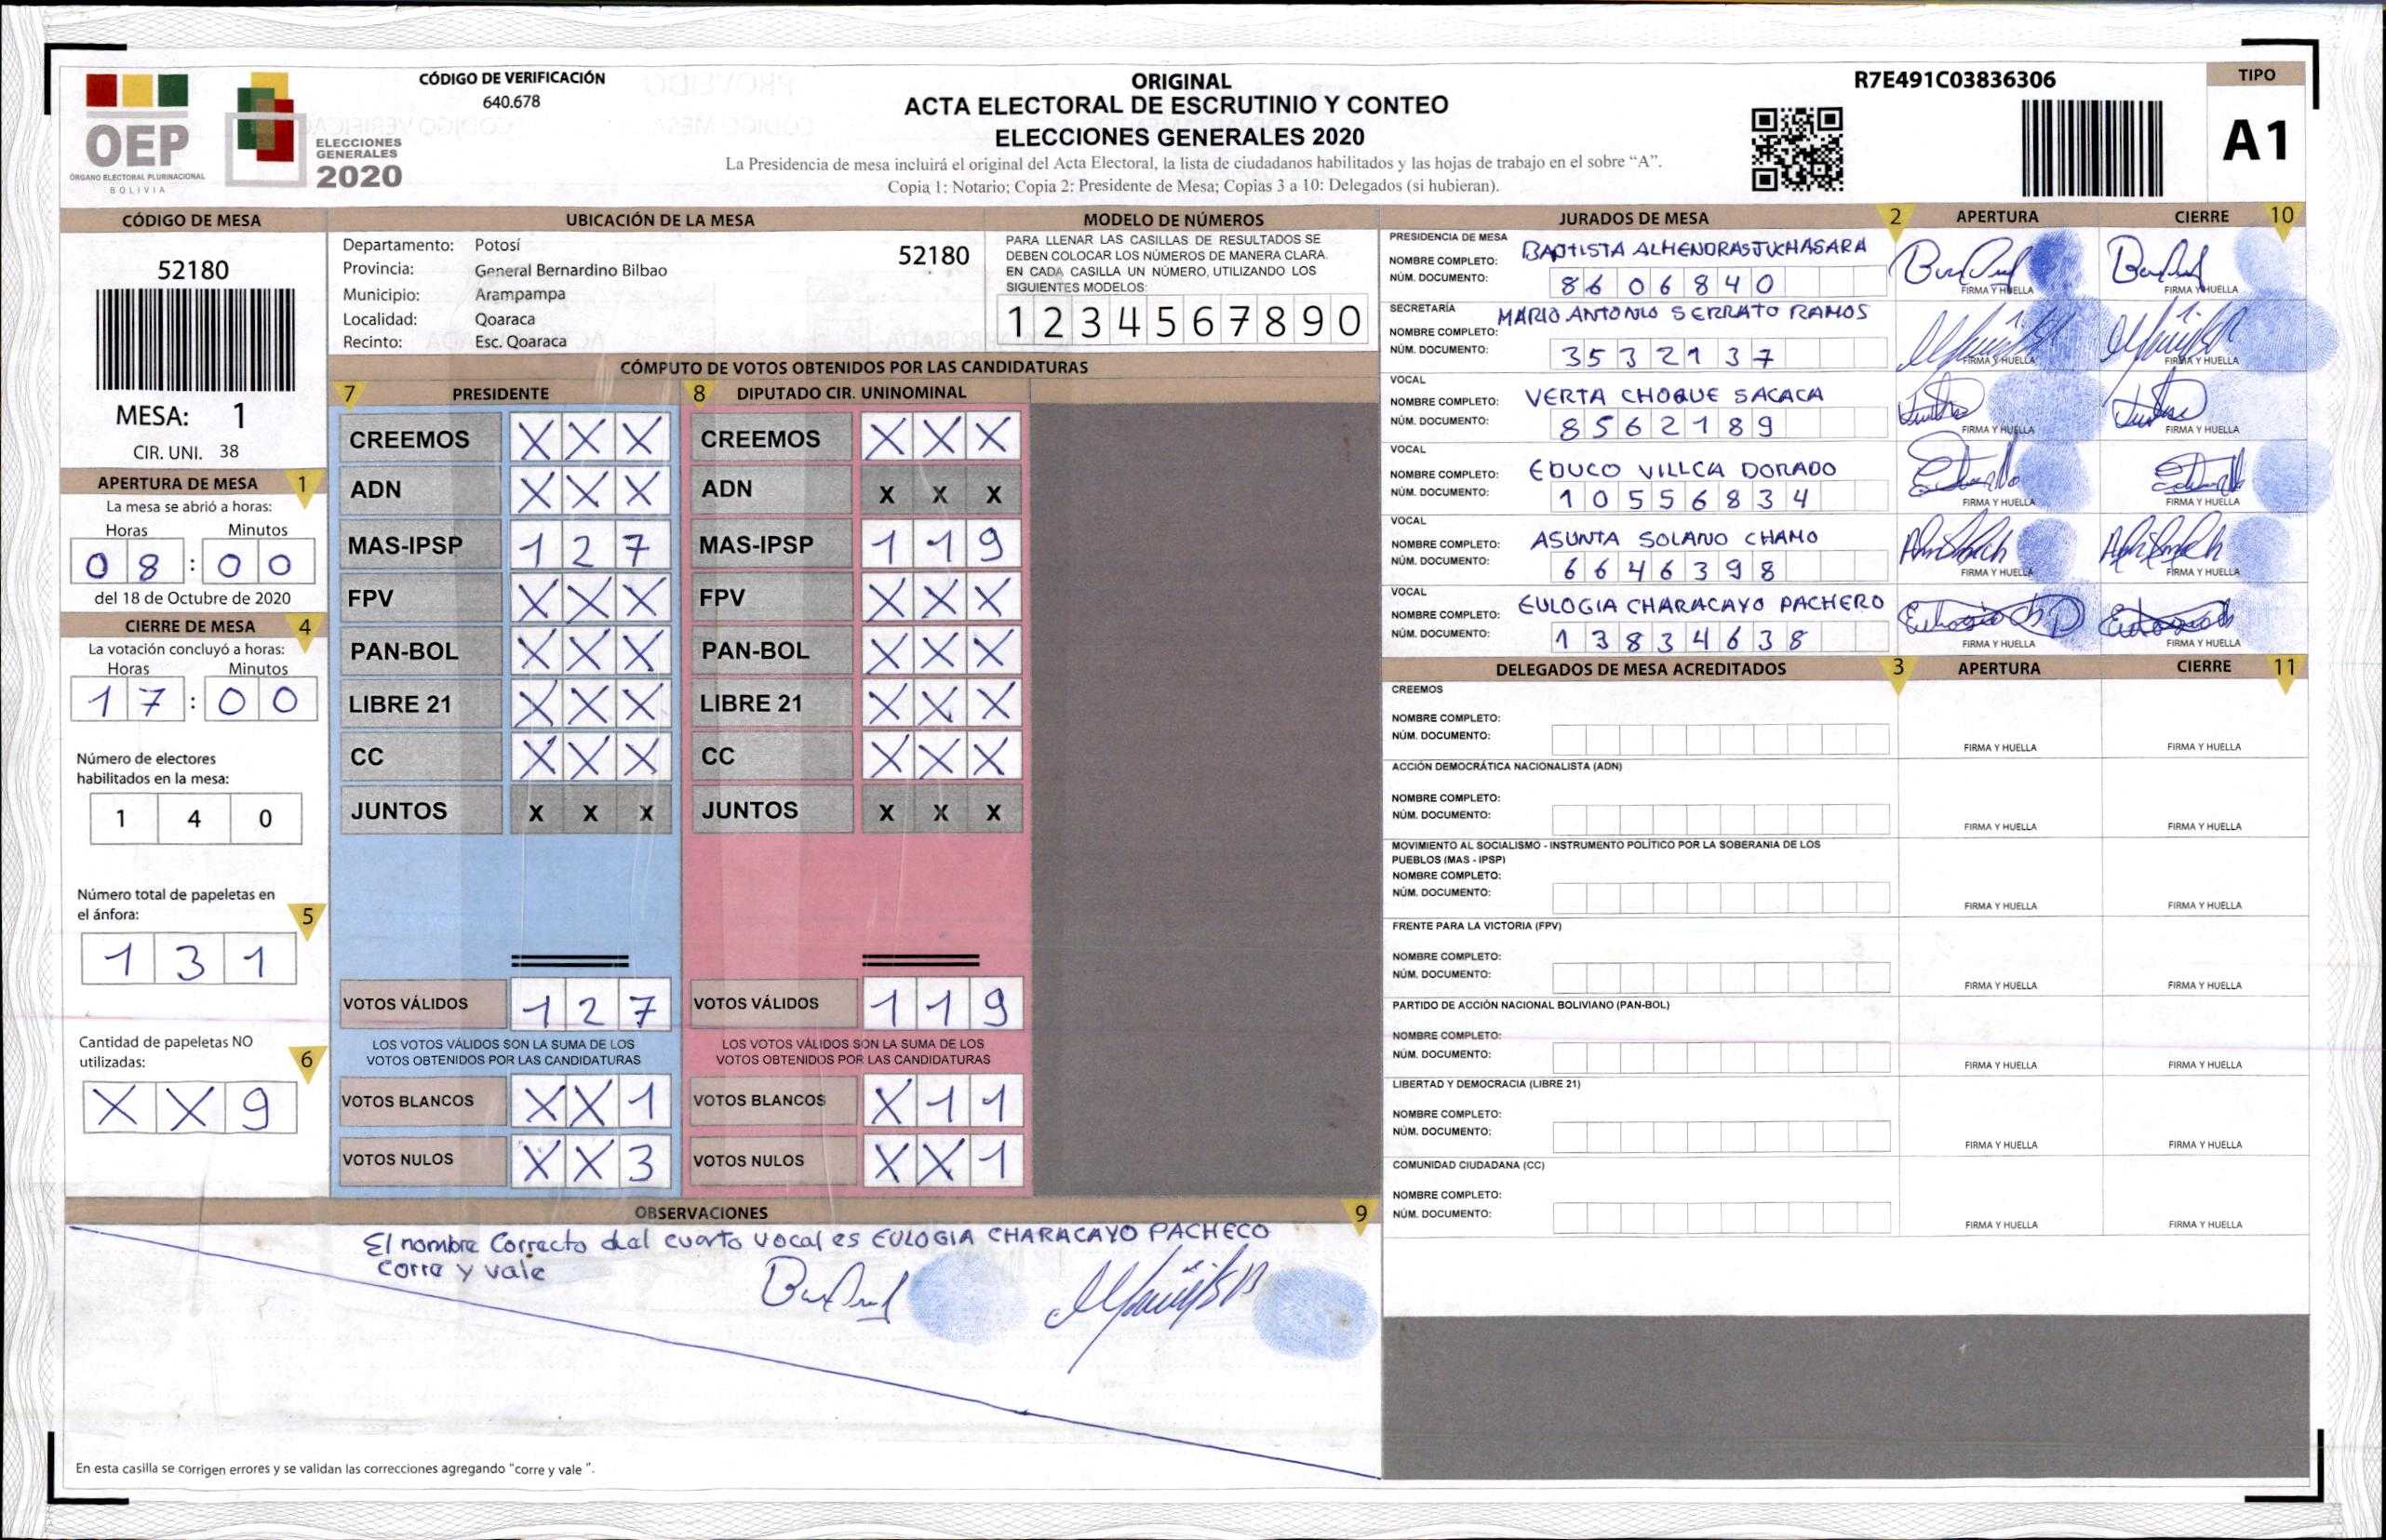 OEP
ÓRGANO ELECTORAL PLURINACIONAL
BOLIVIA
ELECCIONES
GENERALES
2020
CÓDIGO DE VERIFICACIÓN
640.678
ORIGINAL
ACTA ELECTORAL DE ESCRUTINIO Y CONTEO
ELECCIONES GENERALES 2020
La Presidencia de mesa incluirá el original del Acta Electoral, la lista de ciudadanos habilitados y las hojas de trabajo en el sobre “A”.
Copia 1: Notario; Copia 2: Presidente de Mesa; Copias 3 a 10: Delegados (si hubieran).
R7E491C03836306
TIPO
A1
CÓDIGO DE MESA
52180
MESA: 1
CIR. UNI. 38
APERTURA DE MESA 1
La mesa se abrió a horas:
Horas Minutos
0 8 : 0 0
del 18 de Octubre de 2020
CIERRE DE MESA 4
La votación concluyó a horas:
Horas Minutos
1 7 : 0 0
Número de electores
habilitados en la mesa:
1 4 0
Número total de papeletas en
el ánfora: 5
1 3 1
Cantidad de papeletas NO
utilizadas: 6
X X 9
UBICACIÓN DE LA MESA
Departamento: Potosí 52180
Provincia: General Bernardino Bilbao
Municipio: Arampampa
Localidad: Qoaraca
Recinto: Esc. Qoaraca
MODELO DE NÚMEROS
PARA LLENAR LAS CASILLAS DE RESULTADOS SE
DEBEN COLOCAR LOS NÚMEROS DE MANERA CLARA.
EN CADA CASILLA UN NÚMERO, UTILIZANDO LOS
SIGUIENTES MODELOS:
1 2 3 4 5 6 7 8 9 0
CÓMPUTO DE VOTOS OBTENIDOS POR LAS CANDIDATURAS
7 PRESIDENTE 8 DIPUTADO CIR. UNINOMINAL
CREEMOS X X X CREEMOS X X X
ADN X X X ADN X X X
MAS-IPSP 1 2 7 MAS-IPSP 1 1 9
FPV X X X FPV X X X
PAN-BOL X X X PAN-BOL X X X
LIBRE 21 X X X LIBRE 21 X X X
CC X X X CC X X X
JUNTOS X X X JUNTOS X X X
VOTOS VÁLIDOS 1 2 7 VOTOS VÁLIDOS 1 1 9
LOS VOTOS VÁLIDOS SON LA SUMA DE LOS LOS VOTOS VÁLIDOS SON LA SUMA DE LOS
VOTOS OBTENIDOS POR LAS CANDIDATURAS VOTOS OBTENIDOS POR LAS CANDIDATURAS
VOTOS BLANCOS X X 1 VOTOS BLANCOS X 1 1
VOTOS NULOS X X 3 VOTOS NULOS X X 1
OBSERVACIONES 9
El nombre Correcto del cuarto vocal es EULOGIA CHARACAYO PACHECO
corre y vale
En esta casilla se corrigen errores y se validan las correcciones agregando “corre y vale ”.
JURADOS DE MESA 2 APERTURA CIERRE 10
PRESIDENCIA DE MESA
NOMBRE COMPLETO: BAUTISTA ALMENDRAS JUCHASARA
NÚM. DOCUMENTO: 8 6 0 6 8 4 0
FIRMA Y HUELLA FIRMA Y HUELLA
SECRETARÍA
NOMBRE COMPLETO: MARIO ANTONIO SERRATO RAMOS
NÚM. DOCUMENTO: 3 5 3 2 1 3 7
FIRMA Y HUELLA FIRMA Y HUELLA
VOCAL
NOMBRE COMPLETO: VERTA CHOQUE SACACA
NÚM. DOCUMENTO: 8 5 6 2 1 8 9
FIRMA Y HUELLA FIRMA Y HUELLA
VOCAL
NOMBRE COMPLETO: EDUCO VILLCA DORADO
NÚM. DOCUMENTO: 1 0 5 5 6 8 3 4
FIRMA Y HUELLA FIRMA Y HUELLA
VOCAL
NOMBRE COMPLETO: ASUNTA SOLANO CHAMO
NÚM. DOCUMENTO: 6 6 4 6 3 9 8
FIRMA Y HUELLA FIRMA Y HUELLA
VOCAL
NOMBRE COMPLETO: EULOGIA CHARACAYO PACHERO
NÚM. DOCUMENTO: 1 3 8 3 4 6 3 8
FIRMA Y HUELLA FIRMA Y HUELLA
DELEGADOS DE MESA ACREDITADOS 3 APERTURA CIERRE 11
CREEMOS
NOMBRE COMPLETO:
NÚM. DOCUMENTO:
FIRMA Y HUELLA FIRMA Y HUELLA
ACCIÓN DEMOCRÁTICA NACIONALISTA (ADN)
NOMBRE COMPLETO:
NÚM. DOCUMENTO:
FIRMA Y HUELLA FIRMA Y HUELLA
MOVIMIENTO AL SOCIALISMO - INSTRUMENTO POLÍTICO POR LA SOBERANIA DE LOS
PUEBLOS (MAS - IPSP)
NOMBRE COMPLETO:
NÚM. DOCUMENTO:
FIRMA Y HUELLA FIRMA Y HUELLA
FRENTE PARA LA VICTORIA (FPV)
NOMBRE COMPLETO:
NÚM. DOCUMENTO:
FIRMA Y HUELLA FIRMA Y HUELLA
PARTIDO DE ACCIÓN NACIONAL BOLIVIANO (PAN-BOL)
NOMBRE COMPLETO:
NÚM. DOCUMENTO:
FIRMA Y HUELLA FIRMA Y HUELLA
LIBERTAD Y DEMOCRACIA (LIBRE 21)
NOMBRE COMPLETO:
NÚM. DOCUMENTO:
FIRMA Y HUELLA FIRMA Y HUELLA
COMUNIDAD CIUDADANA (CC)
NOMBRE COMPLETO:
NÚM. DOCUMENTO:
FIRMA Y HUELLA FIRMA Y HUELLA